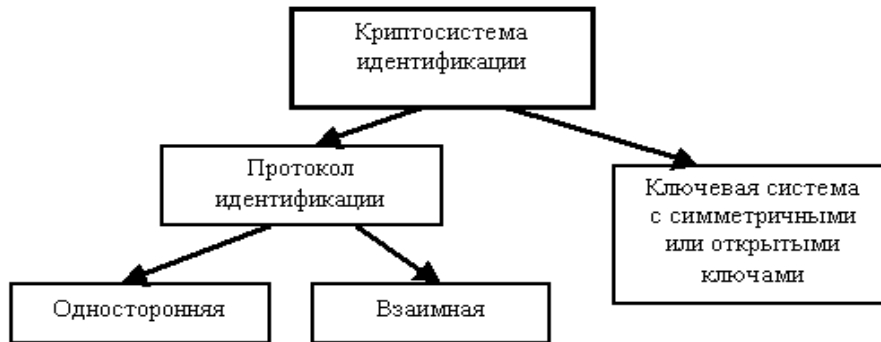 Криптосистема
идентификации
Протокол
идентификации
Ключевая система
с симметричными
или открытыми
ключами
Односторонняя
Взаимная